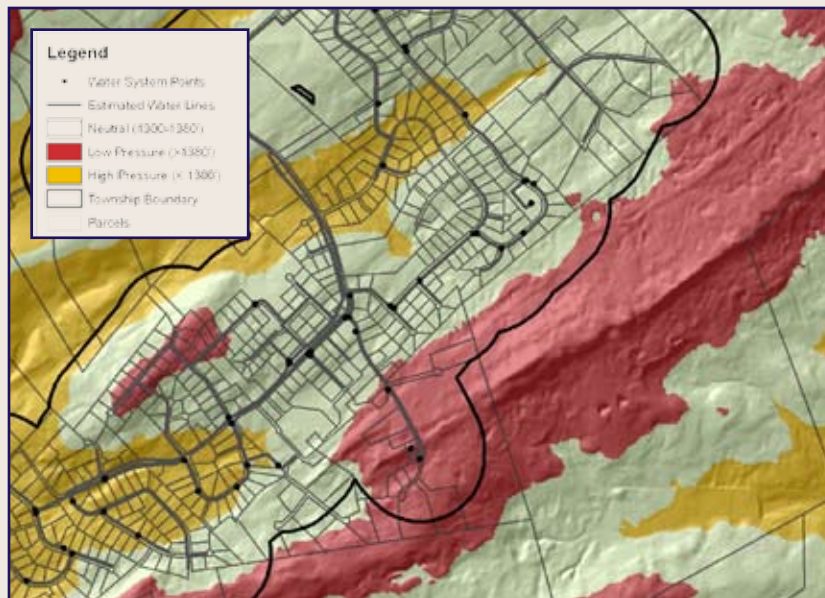 Legend
Water System Points
Estimated Water Lines
Neutral (1300-1380')
Low Pressure (>1380')
High Pressure (< 1300')
Township Boundary
Parcels